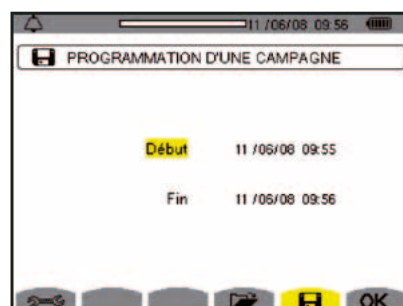 11 /06/08 09:56
PROGRAMMATION D'UNE CAMPAGNE
Début 11 /06/08 09:55
Fin 11 /06/08 09:56
OK